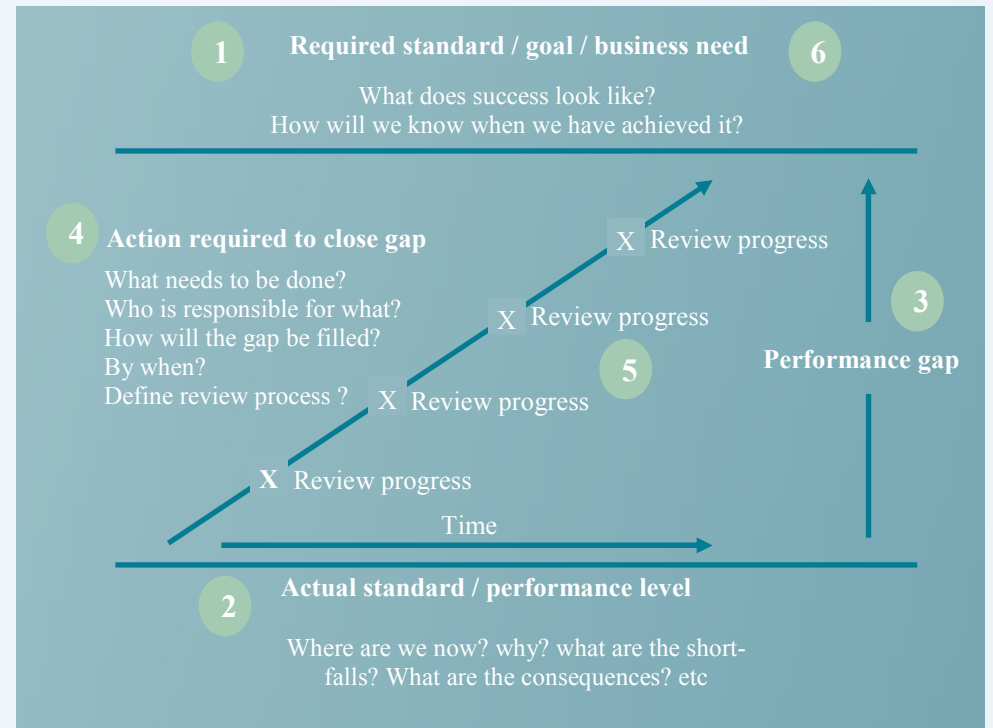 1
Required standard / goal / business need
6
What does success look like?
How will we know when we have achieved it?
4
Action required to close gap
What needs to be done?
Who is responsible for what?
How will the gap be filled?
By when?
Define review process ?
X Review progress
X Review progress
X Review progress
X Review progress
5
3
Performance gap
Time
2
Actual standard / performance level
Where are we now? why? what are the short-
falls? What are the consequences? etc